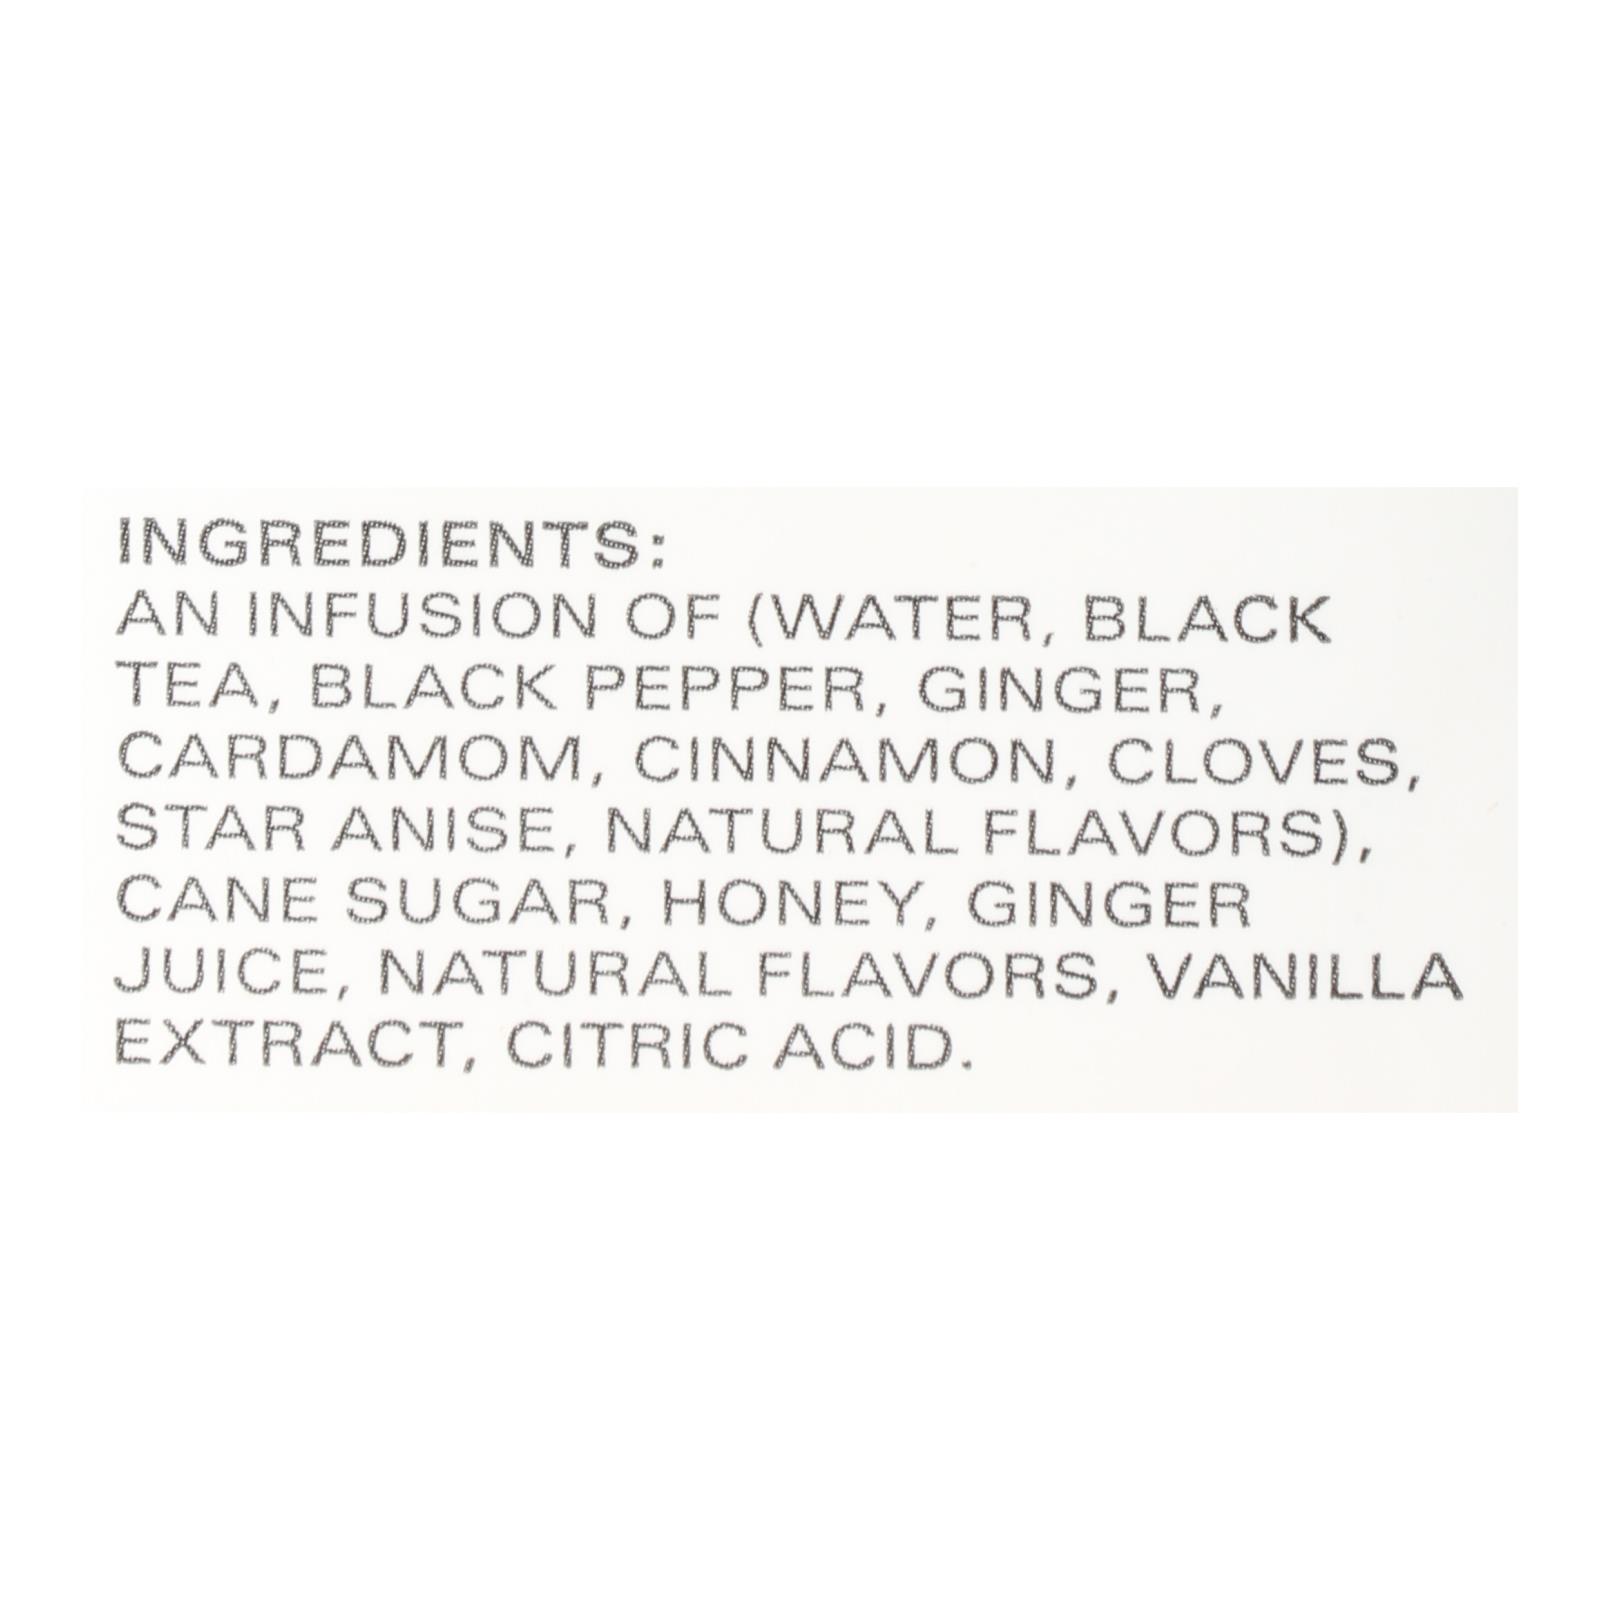 INGREDIENTS:
AN INFUSION OF (WATER, BLACK
TEA, BLACK PEPPER, GINGER,
CARDAMOM, CINNAMON, CLOVES,
STAR ANISE, NATURAL FLAVORS),
CANE SUGAR, HONEY, GINGER
JUICE, NATURAL FLAVORS, VANILLA
EXTRACT, CITRIC ACID.